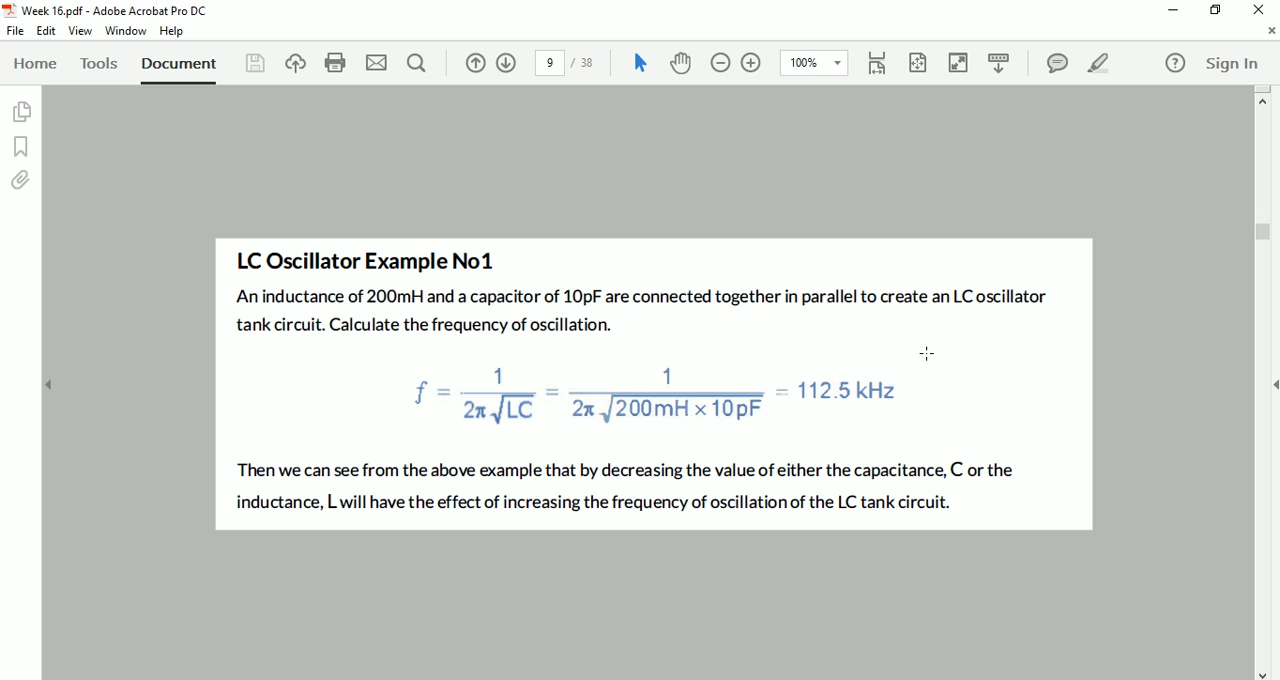 Week 16.pdf - Adobe Acrobat Pro DC
File Edit View Window Help
Home Tools Document 9 / 38 100% Sign In
LC Oscillator Example No1
An inductance of 200mH and a capacitor of 10pF are connected together in parallel to create an LC oscillator
tank circuit. Calculate the frequency of oscillation.
f = 1 / 2π√LC = 1 / 2π√200mH × 10pF = 112.5 kHz
Then we can see from the above example that by decreasing the value of either the capacitance, C or the
inductance, L will have the effect of increasing the frequency of oscillation of the LC tank circuit.